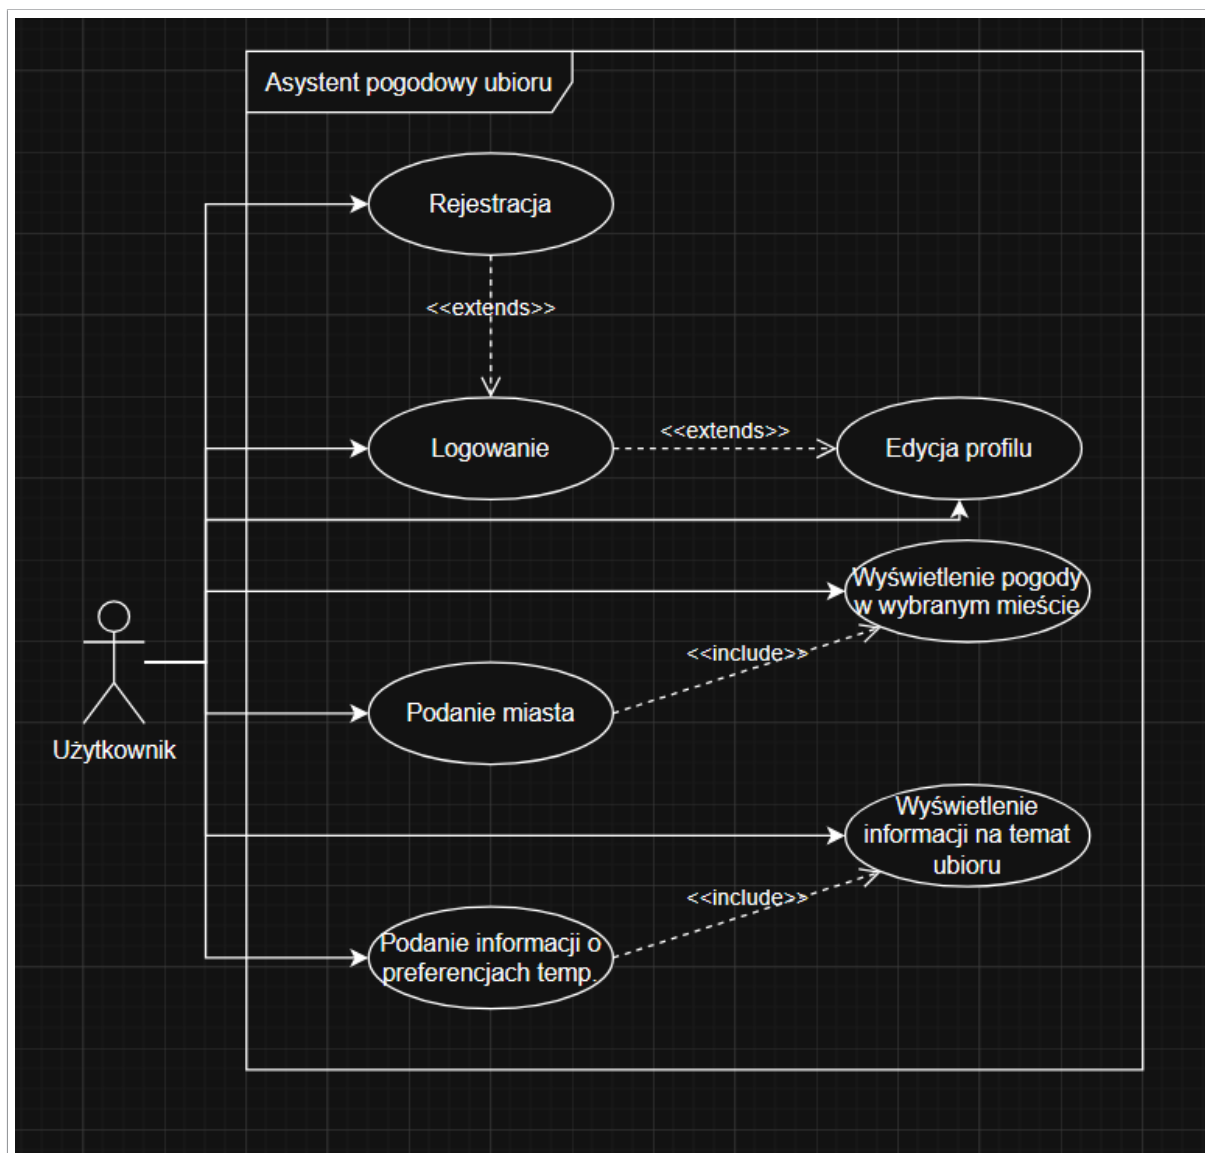 Asystent pogodowy ubioru
Rejestracja
<<extends>>
Logowanie
<<extends>>
Edycja profilu
Wyświetlenie pogody
w wybranym mieście
<<include>>
Podanie miasta
Użytkownik
Wyświetlenie
informacji na temat
ubioru
<<include>>
Podanie informacji o
preferencjach temp.